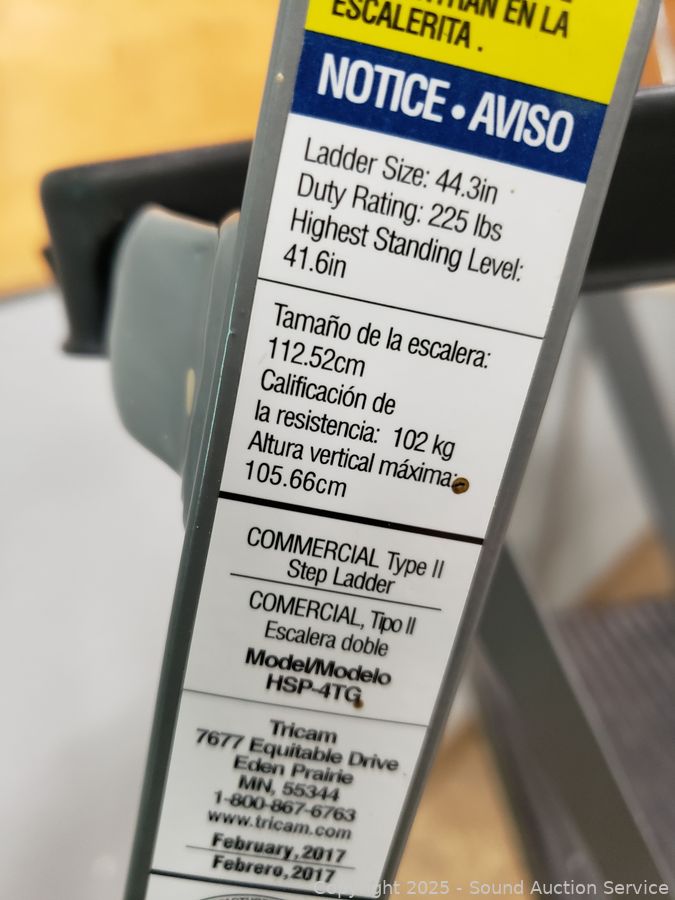 EN LA
ESCALERITA.
NOTICE • AVISO
Ladder Size: 44.3in
Duty Rating: 225 lbs
Highest Standing Level:
41.6in
Tamaño de la escalera:
112.52cm
Calificación de
la resistencia: 102 kg
Altura vertical máxima:
105.66cm
COMMERCIAL Type II
Step Ladder
COMERCIAL, Tipo II
Escalera doble
Model/Modelo
HSP-4TG
Tricam
7677 Equitable Drive
Eden Prairie
MN, 55344
1-800-867-6763
www.tricam.com
February,2017
Febrero,2017
Copyright 2025 - Sound Auction Service